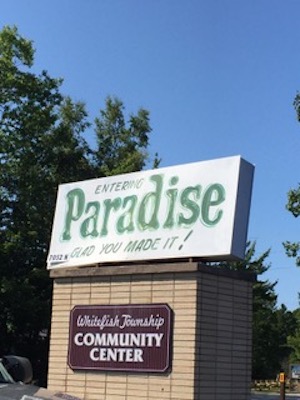 ENTERING
Paradise
GLAD YOU MADE IT!
7052 N
Whitefish Township
COMMUNITY
CENTER